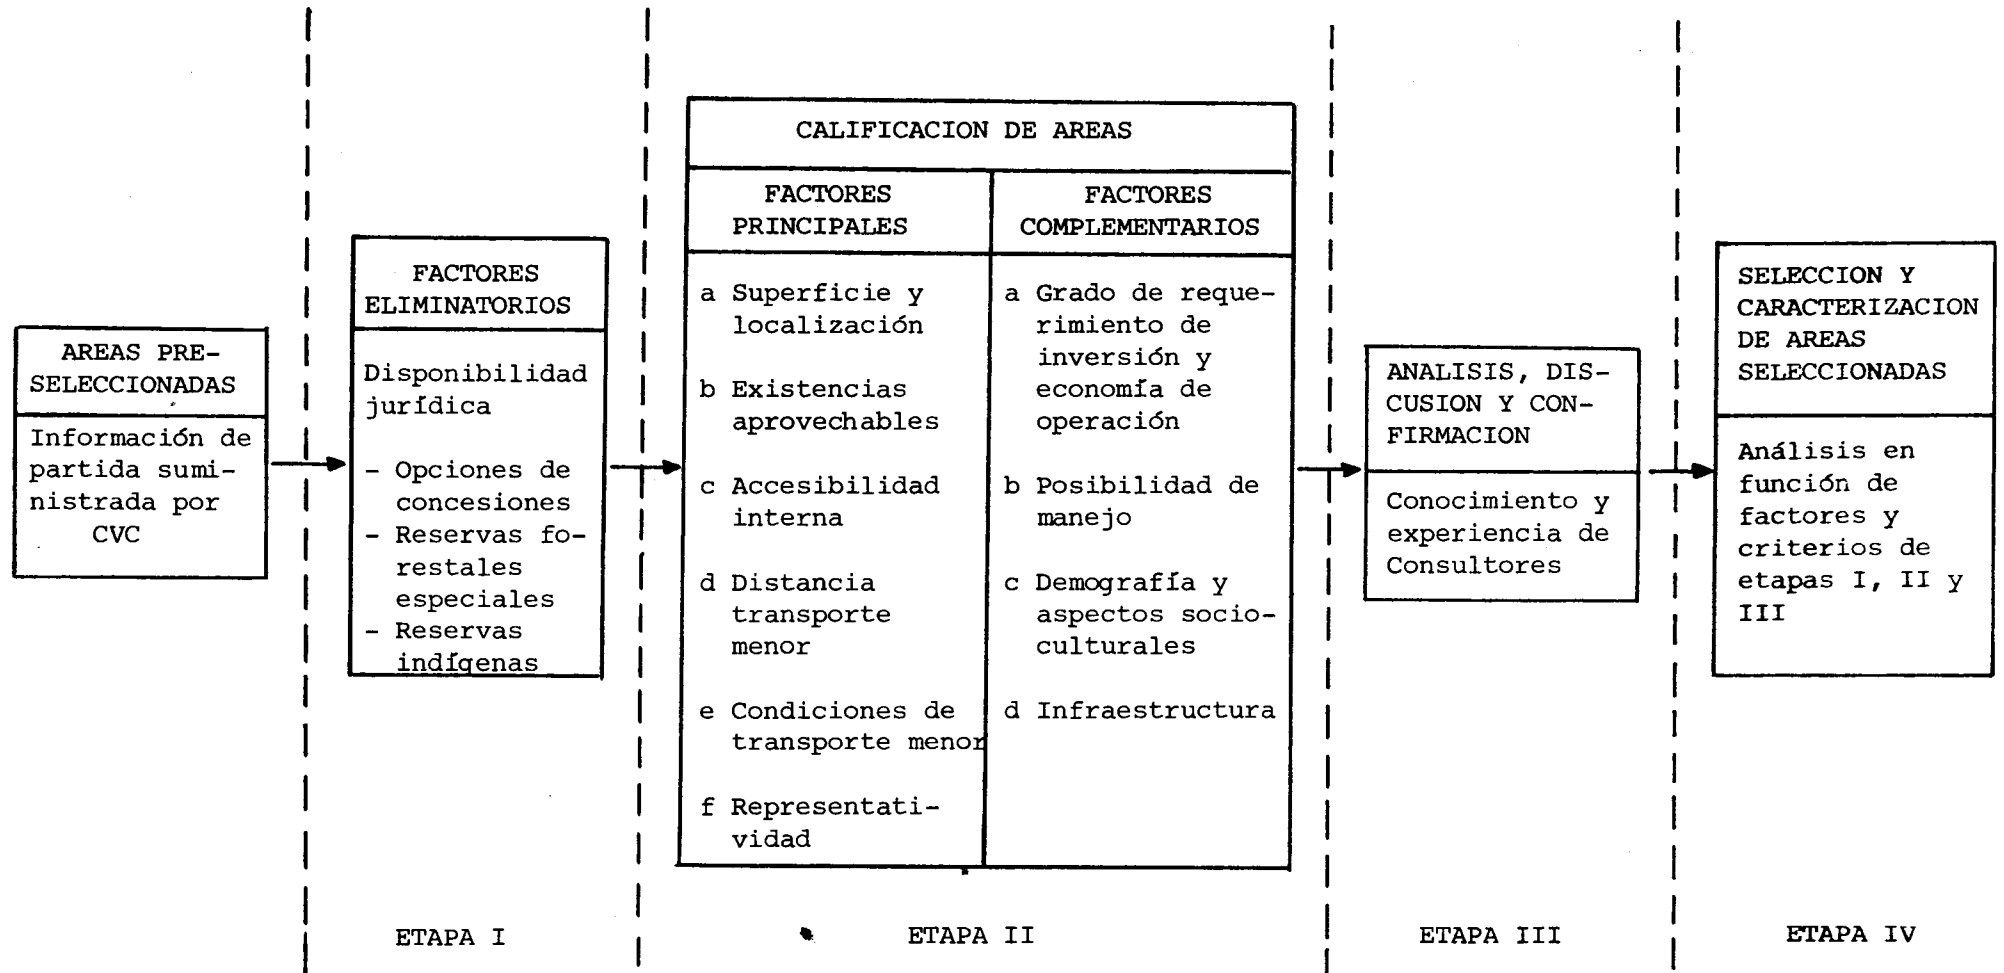 AREAS PRE-
SELECCIONADAS
Información de
partida sumi-
nistrada por
CVC
FACTORES
ELIMINATORIOS
Disponibilidad
jurídica
- Opciones de
concesiones
- Reservas fo-
restales
especiales
- Reservas
indígenas
ETAPA I
CALIFICACION DE AREAS
FACTORES
PRINCIPALES
a Superficie y
localización
b Existencias
aprovechables
c Accesibilidad
interna
d Distancia
transporte
menor
e Condiciones de
transporte menor
f Representati-
vidad
FACTORES
COMPLEMENTARIOS
a Grado de reque-
rimiento de
inversión y
economía de
operación
b Posibilidad de
manejo
c Demografía y
aspectos socio-
culturales
d Infraestructura
ETAPA II
ANALISIS, DIS-
CUSION Y CON-
FIRMACION
Conocimiento y
experiencia de
Consultores
ETAPA III
SELECCION Y
CARACTERIZACION
DE AREAS
SELECCIONADAS
Análisis en
función de
factores y
criterios de
etapas I, II y
III
ETAPA IV